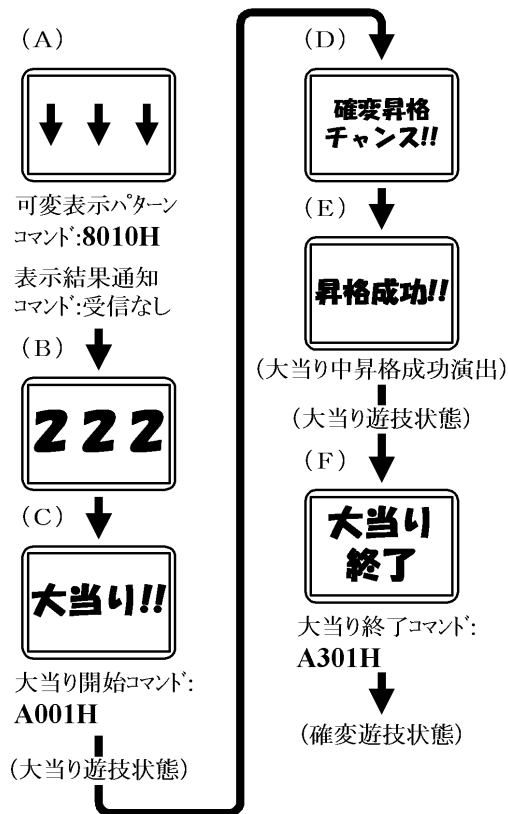 (A)
可変表示パターン
コマンド:8010H
表示結果通知
コマンド:受信なし
(B)
2 2 2
(C)
大当り!!
大当り開始コマンド:
A001H
(大当り遊技状態)
(D)
確変昇格
チャンス!!
(E)
昇格成功!!
(大当り中昇格成功演出)
(大当り遊技状態)
(F)
大当り
終了
大当り終了コマンド:
A301H
(確変遊技状態)